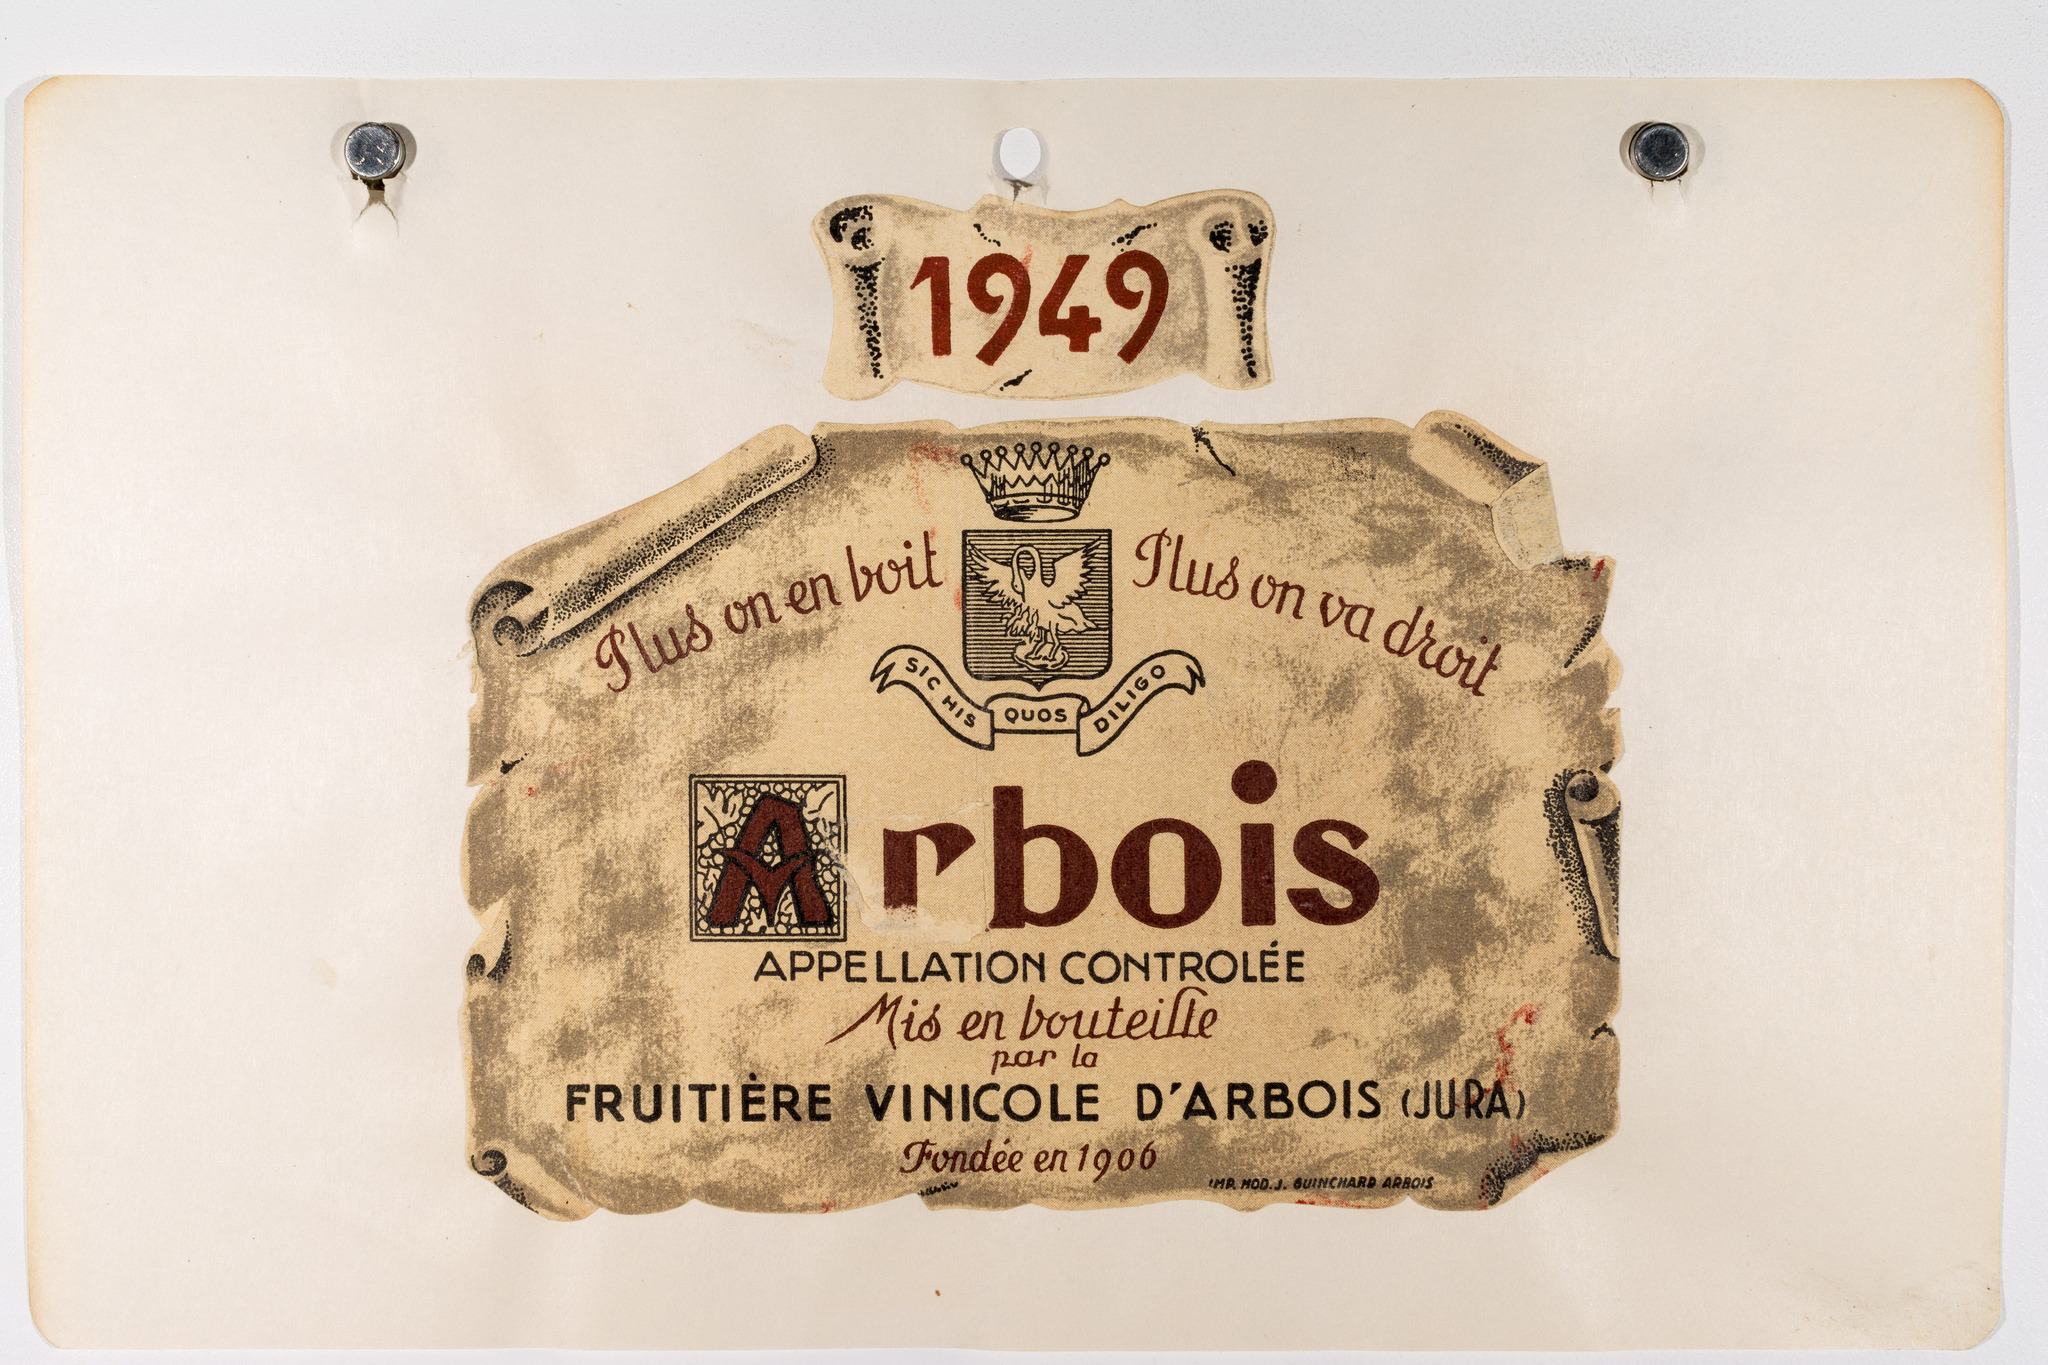 1949
Plus on en boit Plus on va droit
SIC HIS QUOS DILIGO
Arbois
APPELLATION CONTROLÉE
Mis en bouteille
par la
FRUITIÈRE VINICOLE D'ARBOIS (JURA)
Fondée en 1906
IMP. MOD. J. GUINCHARD ARBOIS